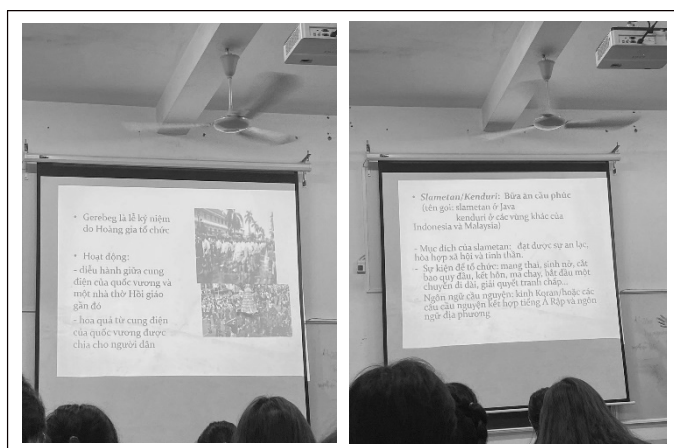 • Gerebeg là lễ kỷ niệm
do Hoàng gia tổ chức
• Hoạt động:
- diễu hành giữa cung
điện của quốc vương và
một nhà thờ Hồi giáo
gần đó
- hoa quả từ cung điện
của quốc vương được
chia cho người dân
• Slametan/Kenduri: Bữa ăn cầu phúc
(tên gọi: slametan ở Java
kenduri ở các vùng khác của
Indonesia và Malaysia)
- Mục đích của slametan: đạt được sự an lạc,
hòa hợp xã hội và tinh thần.
- Sự kiện để tổ chức: mang thai, sinh nở, cắt
bao quy đầu, kết hôn, ma chay, bắt đầu một
chuyến đi dài, giải quyết tranh chấp...
- Ngôn ngữ cầu nguyện: kinh Koran/hoặc các
câu cầu nguyện kết hợp tiếng Ả Rập và ngôn
ngữ địa phương